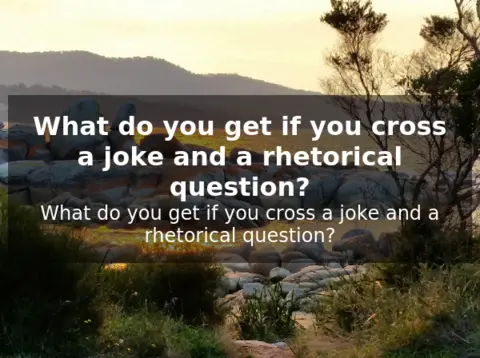 What do you get if you cross
a joke and a rhetorical
question?
What do you get if you cross a joke and a
rhetorical question?